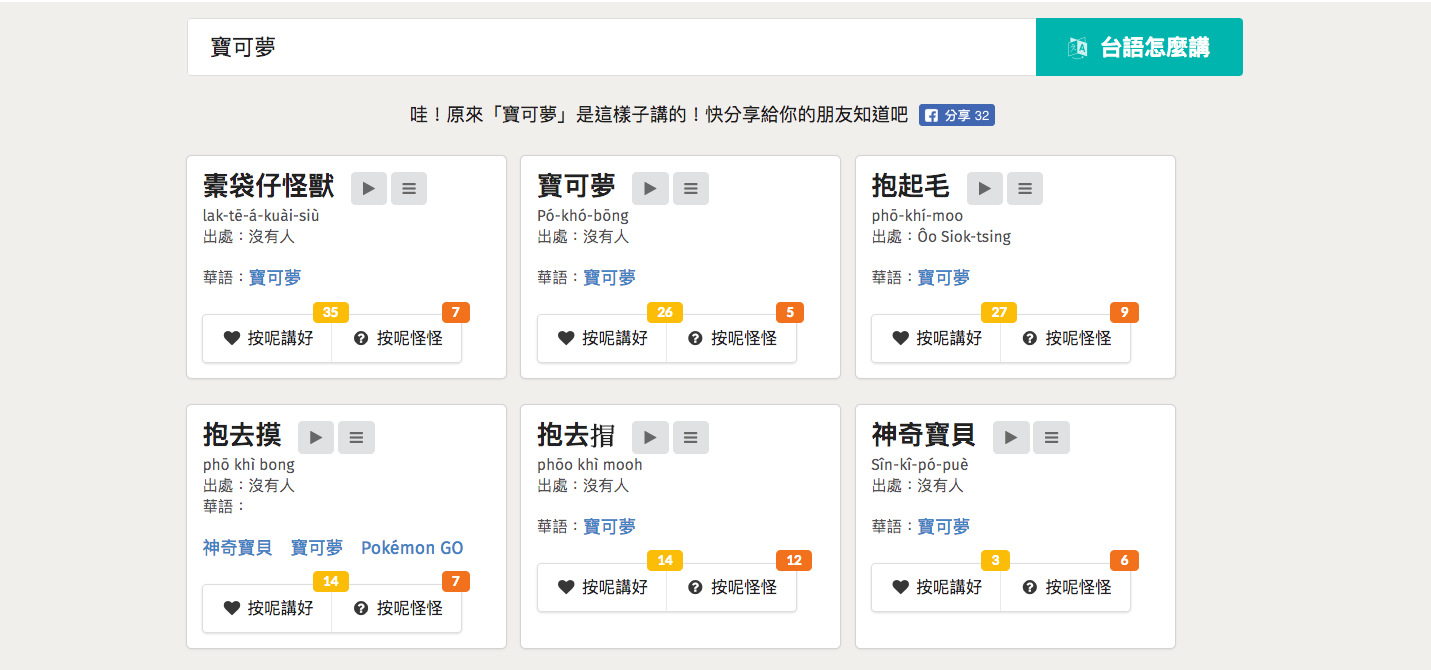 寶可夢
台語怎麼講
哇！原來「寶可夢」是這樣子講的！快分享給你的朋友知道吧 分享 32
橐袋仔怪獸
lak-tē-á-kuài-siù
出處：沒有人
華語：寶可夢
35
7
按呢講好
按呢怪怪
寶可夢
Pó-khó-bōng
出處：沒有人
華語：寶可夢
26
5
按呢講好
按呢怪怪
抱起毛
phō-khí-moo
出處：Ôo Siok-tsing
華語：寶可夢
27
9
按呢講好
按呢怪怪
抱去摸
phō khì bong
出處：沒有人
華語：
神奇寶貝 寶可夢 Pokémon GO
14
7
按呢講好
按呢怪怪
抱去𢯾
phōo khì mooh
出處：沒有人
華語：寶可夢
14
12
按呢講好
按呢怪怪
神奇寶貝
Sîn-kî-pó-puè
出處：沒有人
華語：寶可夢
3
6
按呢講好
按呢怪怪